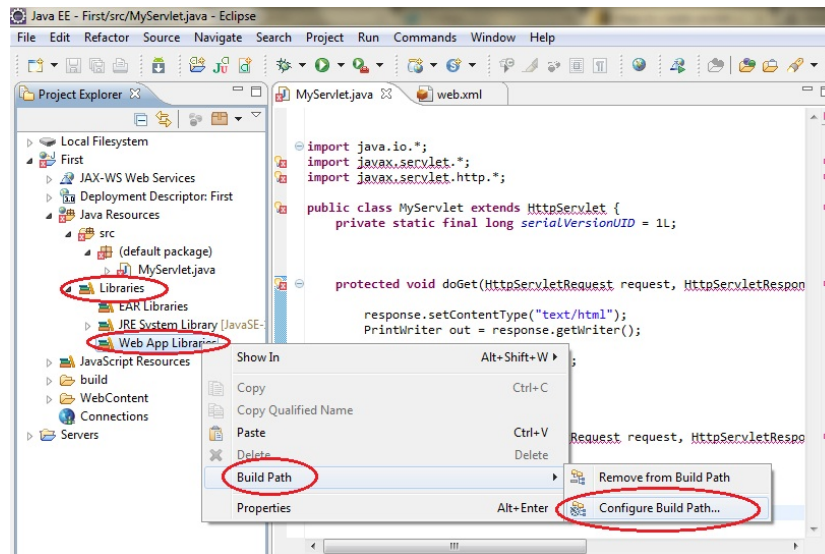 Java EE - First/src/MyServlet.java - Eclipse
File Edit Refactor Source Navigate Search Project Run Commands Window Help
Project Explorer
Local Filesystem
First
JAX-WS Web Services
Deployment Descriptor: First
Java Resources
src
(default package)
MyServlet.java
Libraries
EAR Libraries
JRE System Library [JavaSE-
Web App Libraries
JavaScript Resources
build
WebContent
Connections
Servers
MyServlet.java web.xml
import java.io.*;
import javax.servlet.*;
import javax.servlet.http.*;
public class MyServlet extends HttpServlet {
private static final long serialVersionUID = 1L;
protected void doGet(HttpServletRequest request, HttpServletRespon
response.setContentType("text/html");
PrintWriter out = response.getWriter();
;
Request request, HttpServletRespo
Show In Alt+Shift+W
Copy Ctrl+C
Copy Qualified Name
Paste Ctrl+V
Delete Delete
Build Path
Properties Alt+Enter
Remove from Build Path
Configure Build Path...